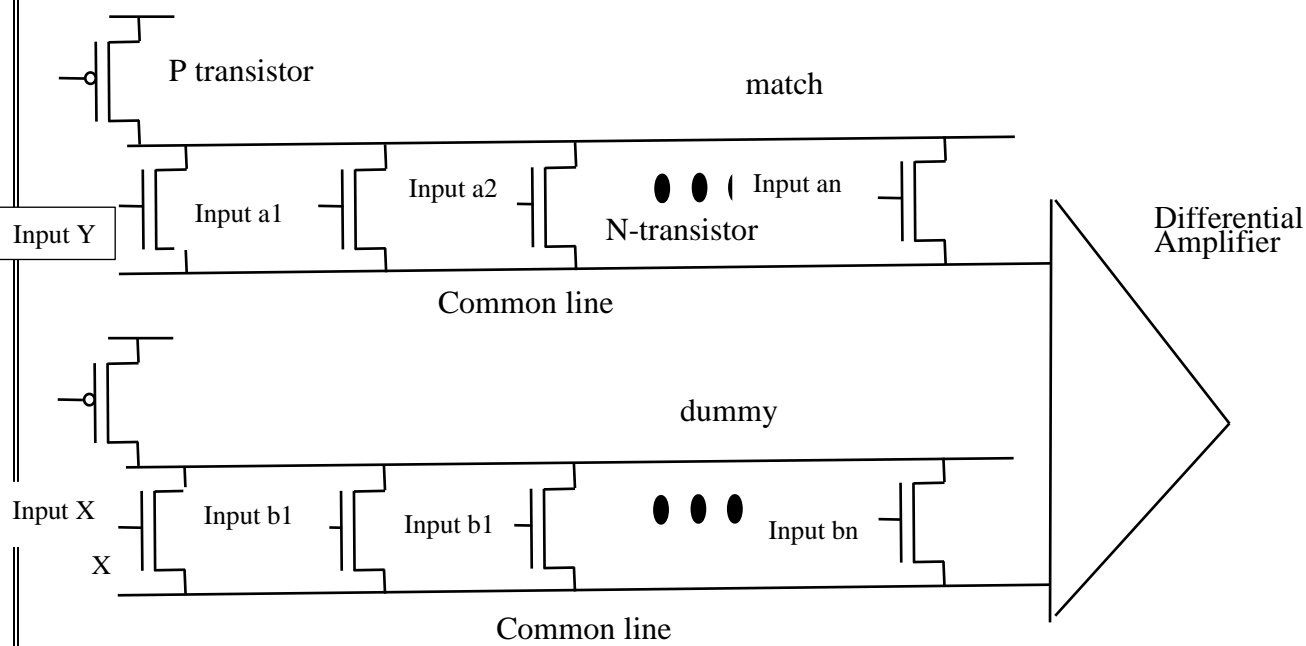 P transistor
match
Input a2
Input an
Input a1
Input Y
N-transistor
Differential
Amplifier
Common line
dummy
Input X
Input b1
Input b1
Input bn
X
Common line